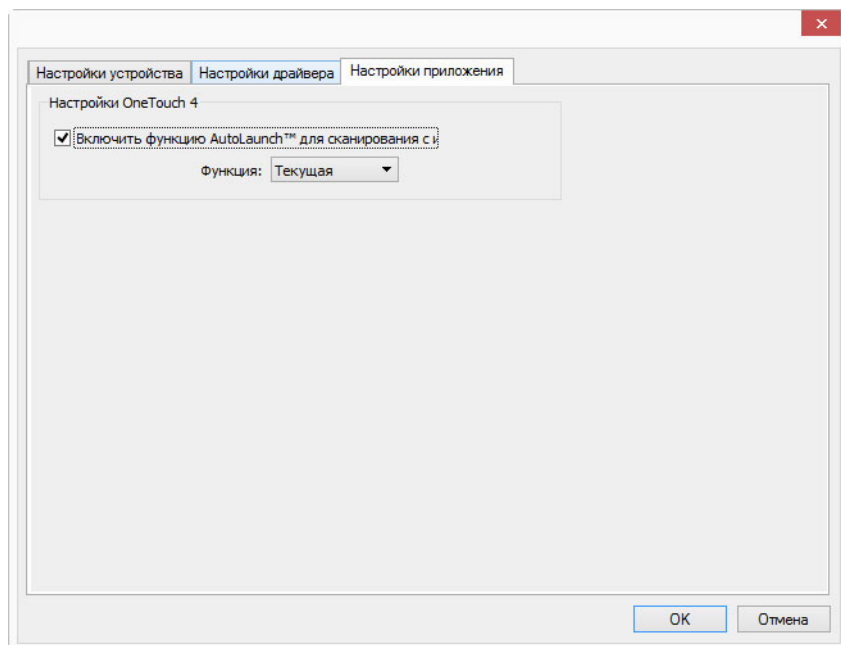 Настройки устройства Настройки драйвера Настройки приложения
Настройки OneTouch 4
Включить функцию AutoLaunch™ для сканирования с и
Функция: Текущая
OK Отмена